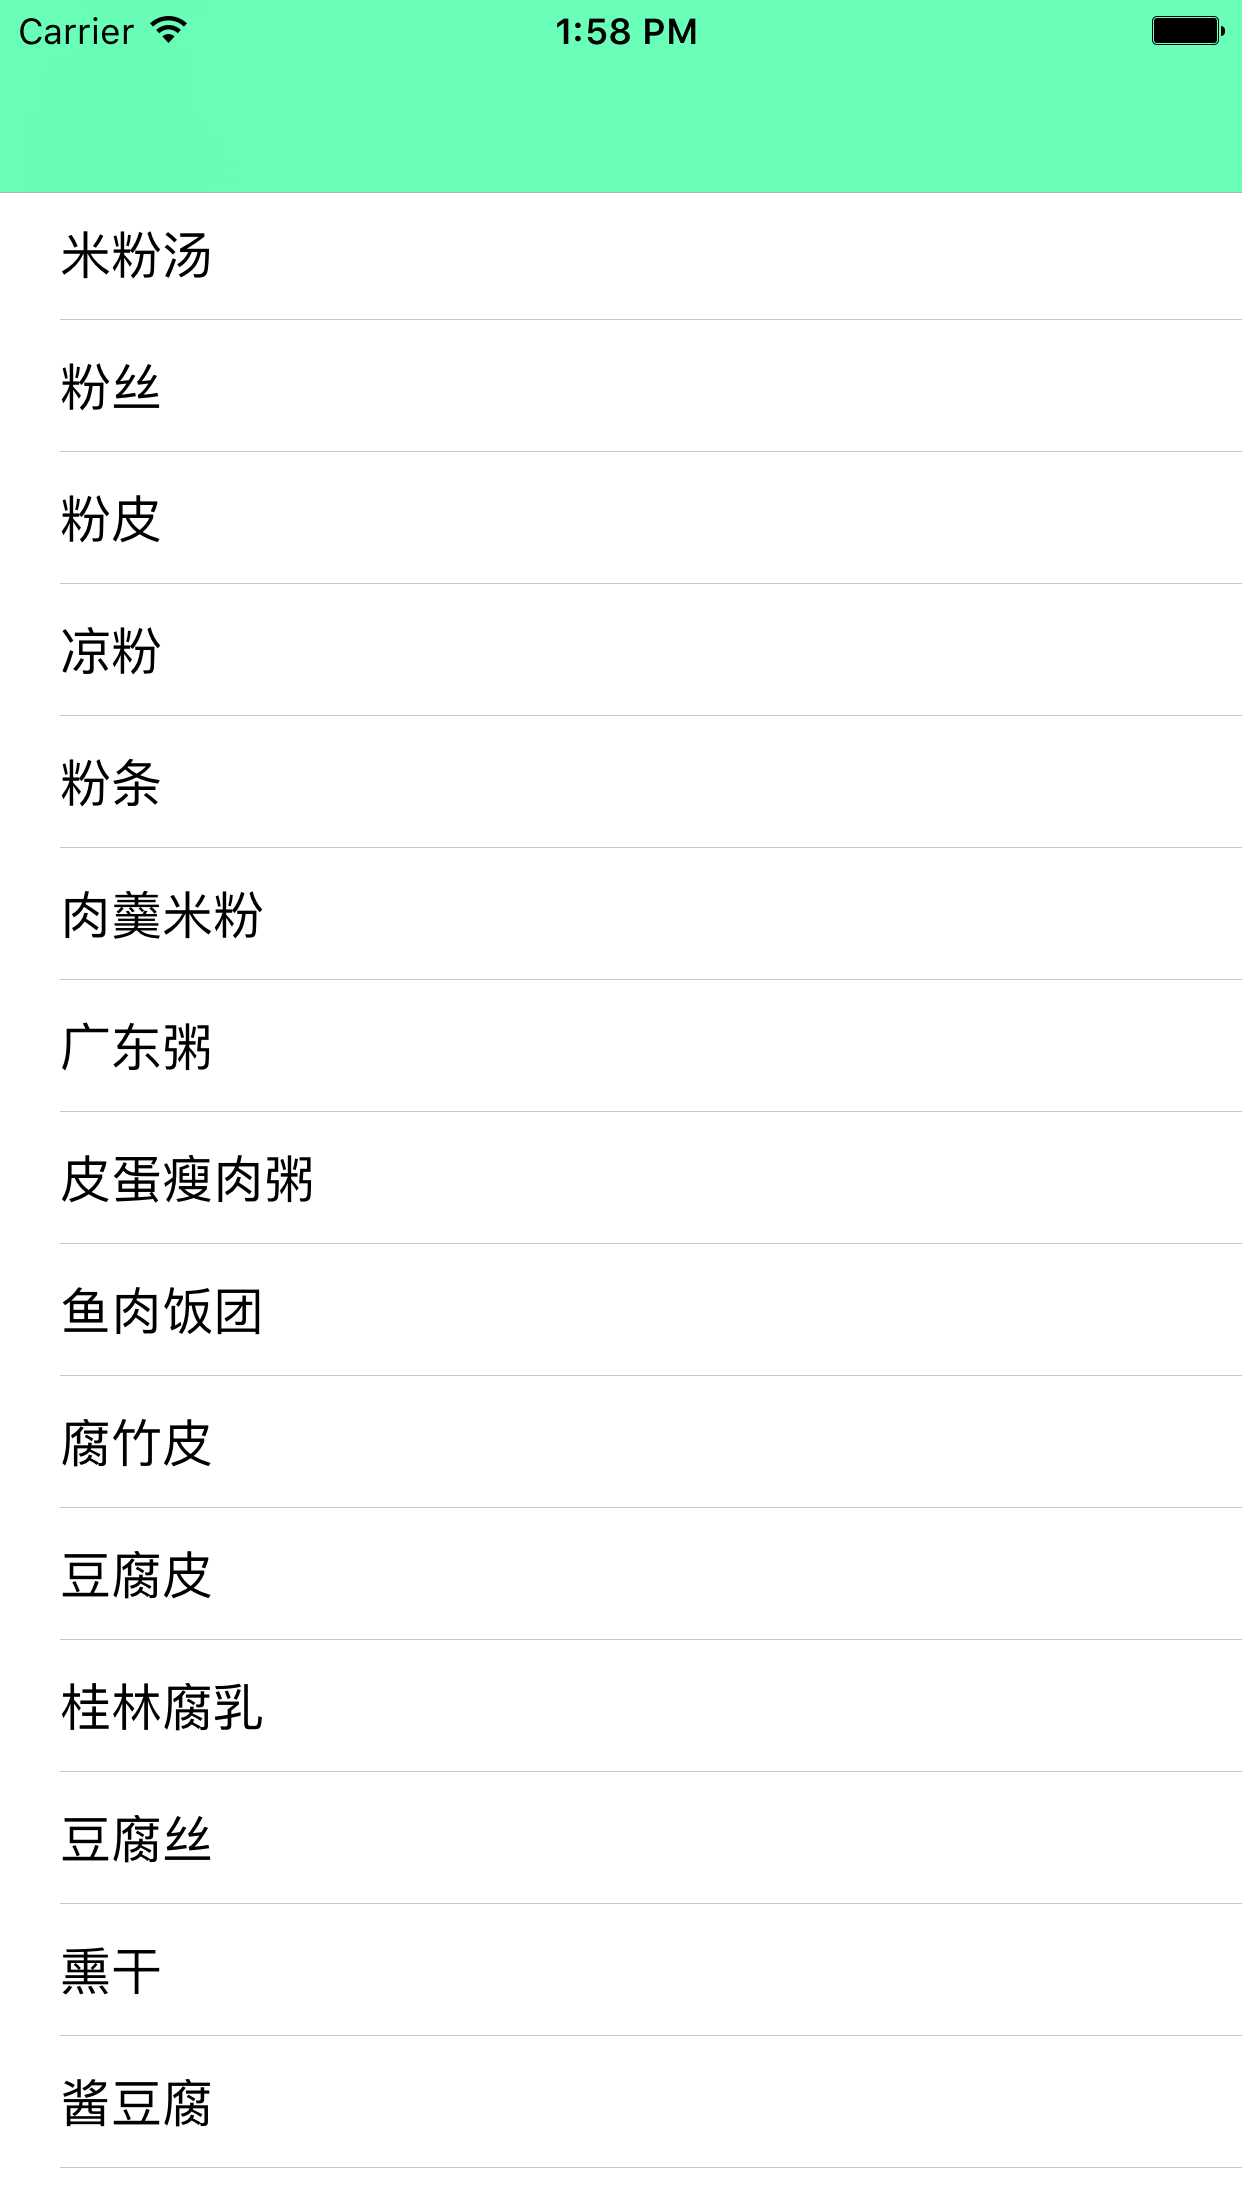 Carrier 1:58 PM
米粉汤
粉丝
粉皮
凉粉
粉条
肉羹米粉
广东粥
皮蛋瘦肉粥
鱼肉饭团
腐竹皮
豆腐皮
桂林腐乳
豆腐丝
熏干
酱豆腐